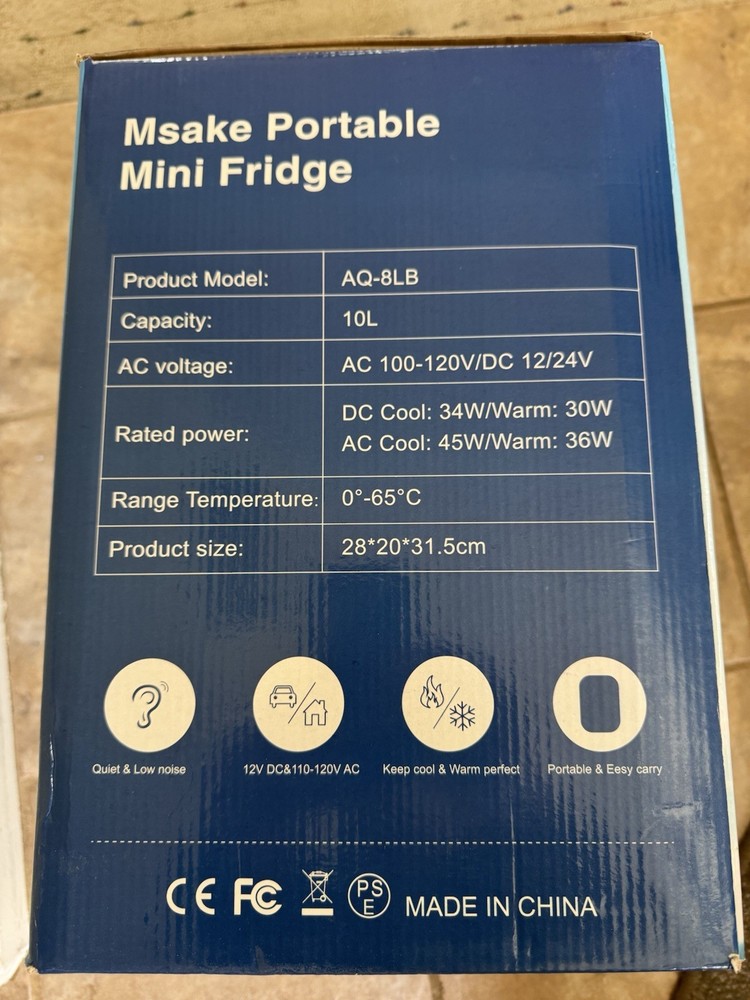 Msake Portable
Mini Fridge
Product Model: AQ-8LB
Capacity: 10L
AC voltage: AC 100-120V/DC 12/24V
Rated power: DC Cool: 34W/Warm: 30W
AC Cool: 45W/Warm: 36W
Range Temperature: 0°-65°C
Product size: 28*20*31.5cm
Quiet & Low noise 12V DC&110-120V AC Keep cool & Warm perfect Portable & Eesy carry
CE FC PS E MADE IN CHINA